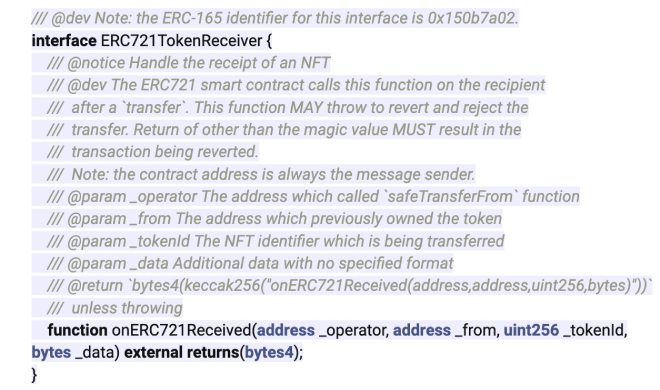 /// @dev Note: the ERC-165 identifier for this interface is 0x150b7a02.
interface ERC721TokenReceiver {
/// @notice Handle the receipt of an NFT
/// @dev The ERC721 smart contract calls this function on the recipient
/// after a `transfer`. This function MAY throw to revert and reject the
/// transfer. Return of other than the magic value MUST result in the
/// transaction being reverted.
/// Note: the contract address is always the message sender.
/// @param _operator The address which called `safeTransferFrom` function
/// @param _from The address which previously owned the token
/// @param _tokenId The NFT identifier which is being transferred
/// @param _data Additional data with no specified format
/// @return `bytes4(keccak256("onERC721Received(address,address,uint256,bytes)"))`
/// unless throwing
function onERC721Received(address _operator, address _from, uint256 _tokenId,
bytes _data) external returns(bytes4);
}